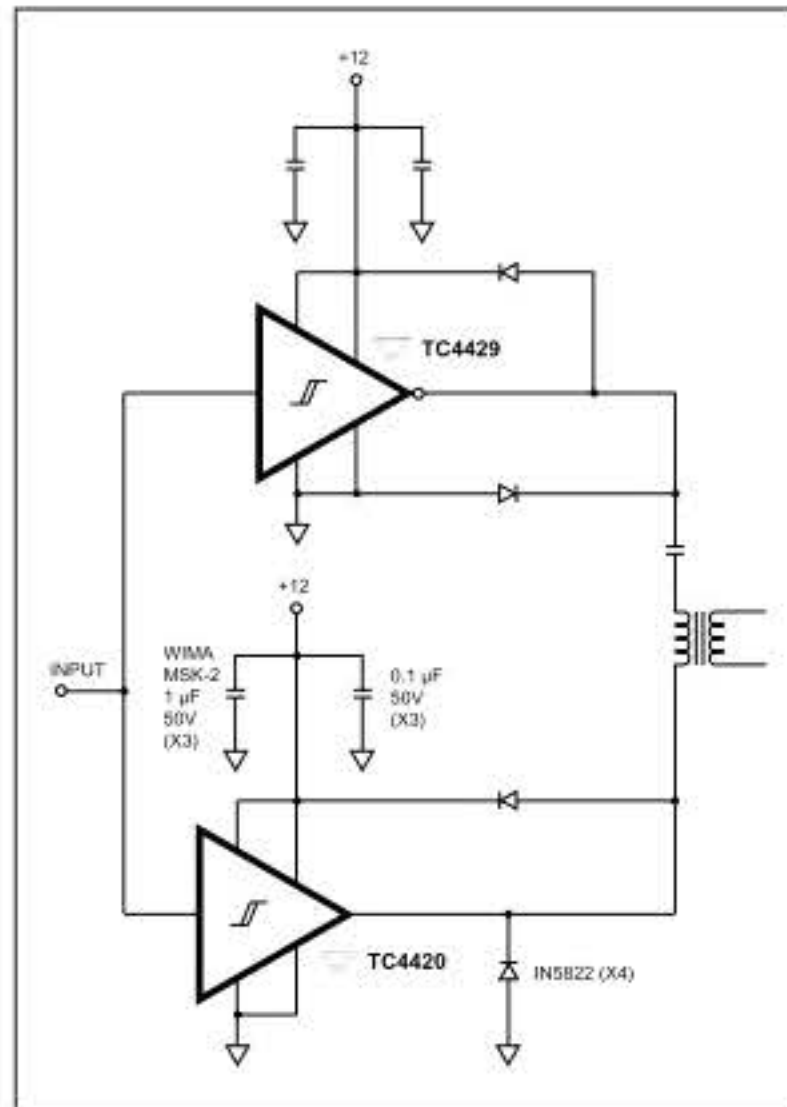 +12
TC4429
+12
INPUT
WIMA
MSK-2
1 µF
50V
(X3)
0.1 µF
50V
(X3)
TC4420
IN5822 (X4)